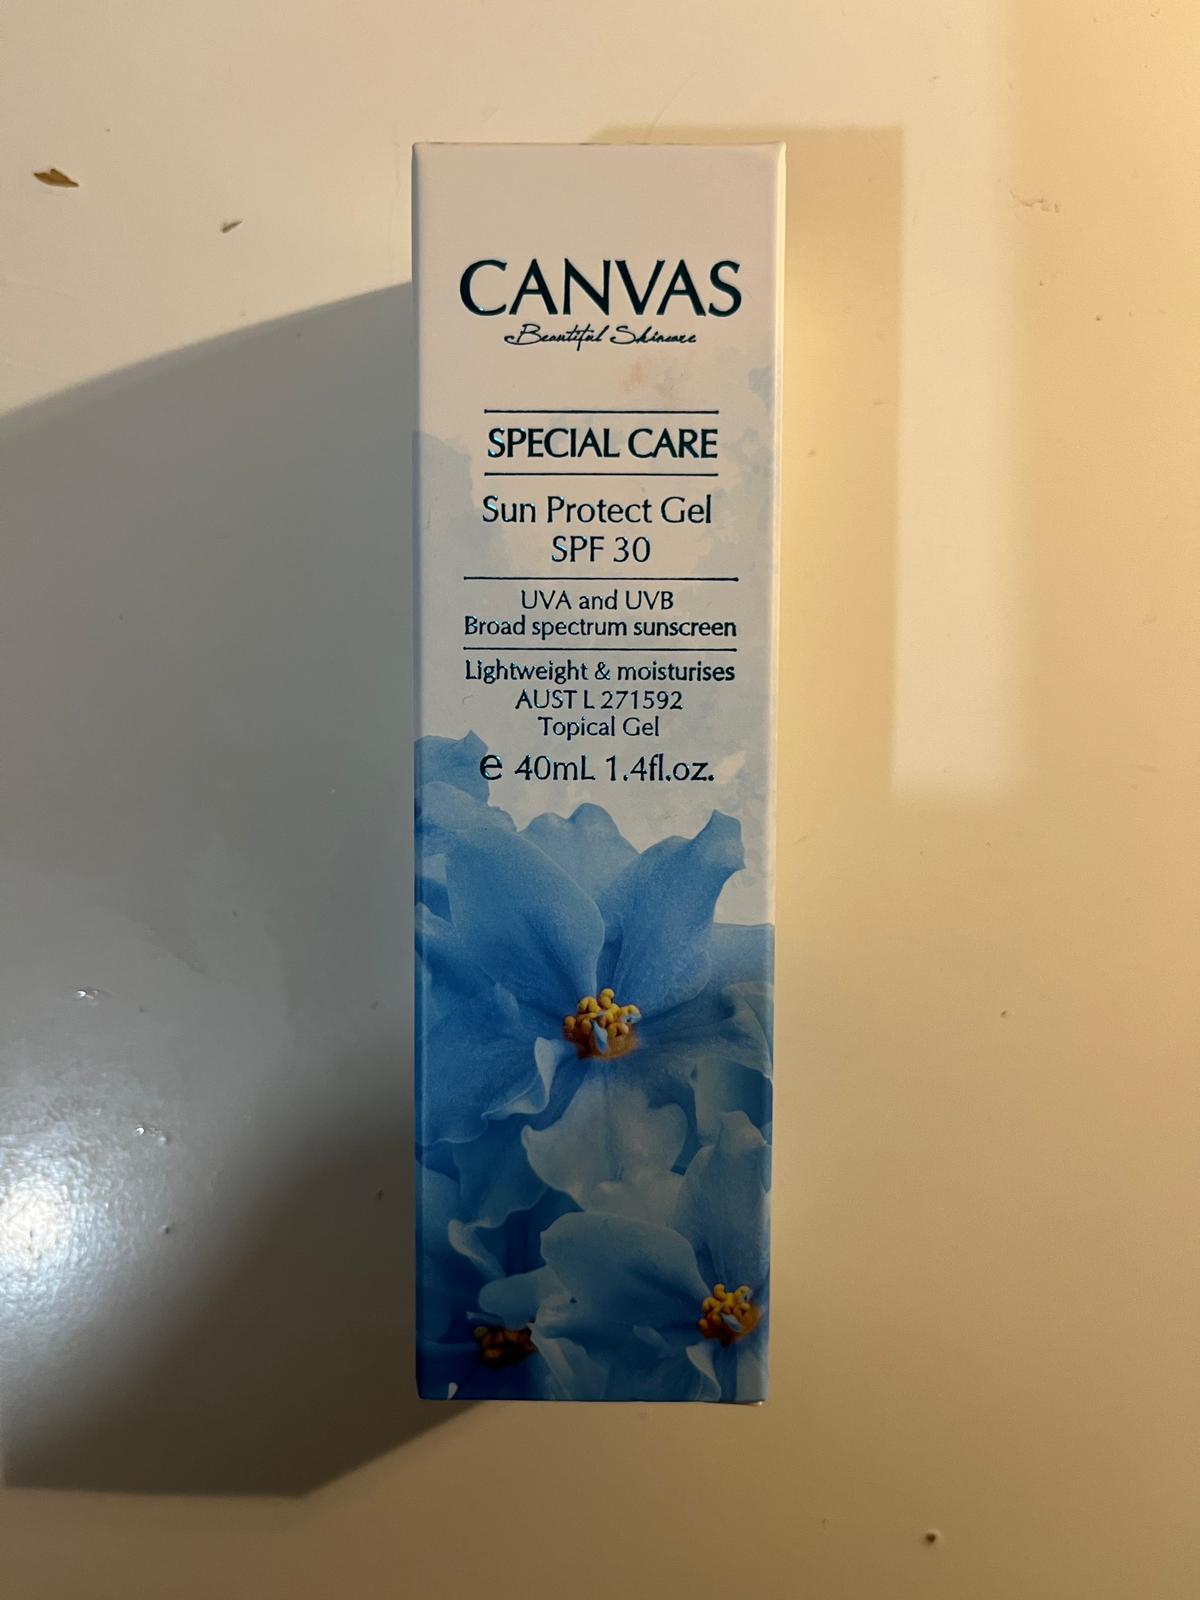 CANVAS
Beautiful Skincare
SPECIAL CARE
Sun Protect Gel
SPF 30
UVA and UVB
Broad spectrum sunscreen
Lightweight & moisturises
AUST L 271592
Topical Gel
e 40mL 1.4fl.oz.